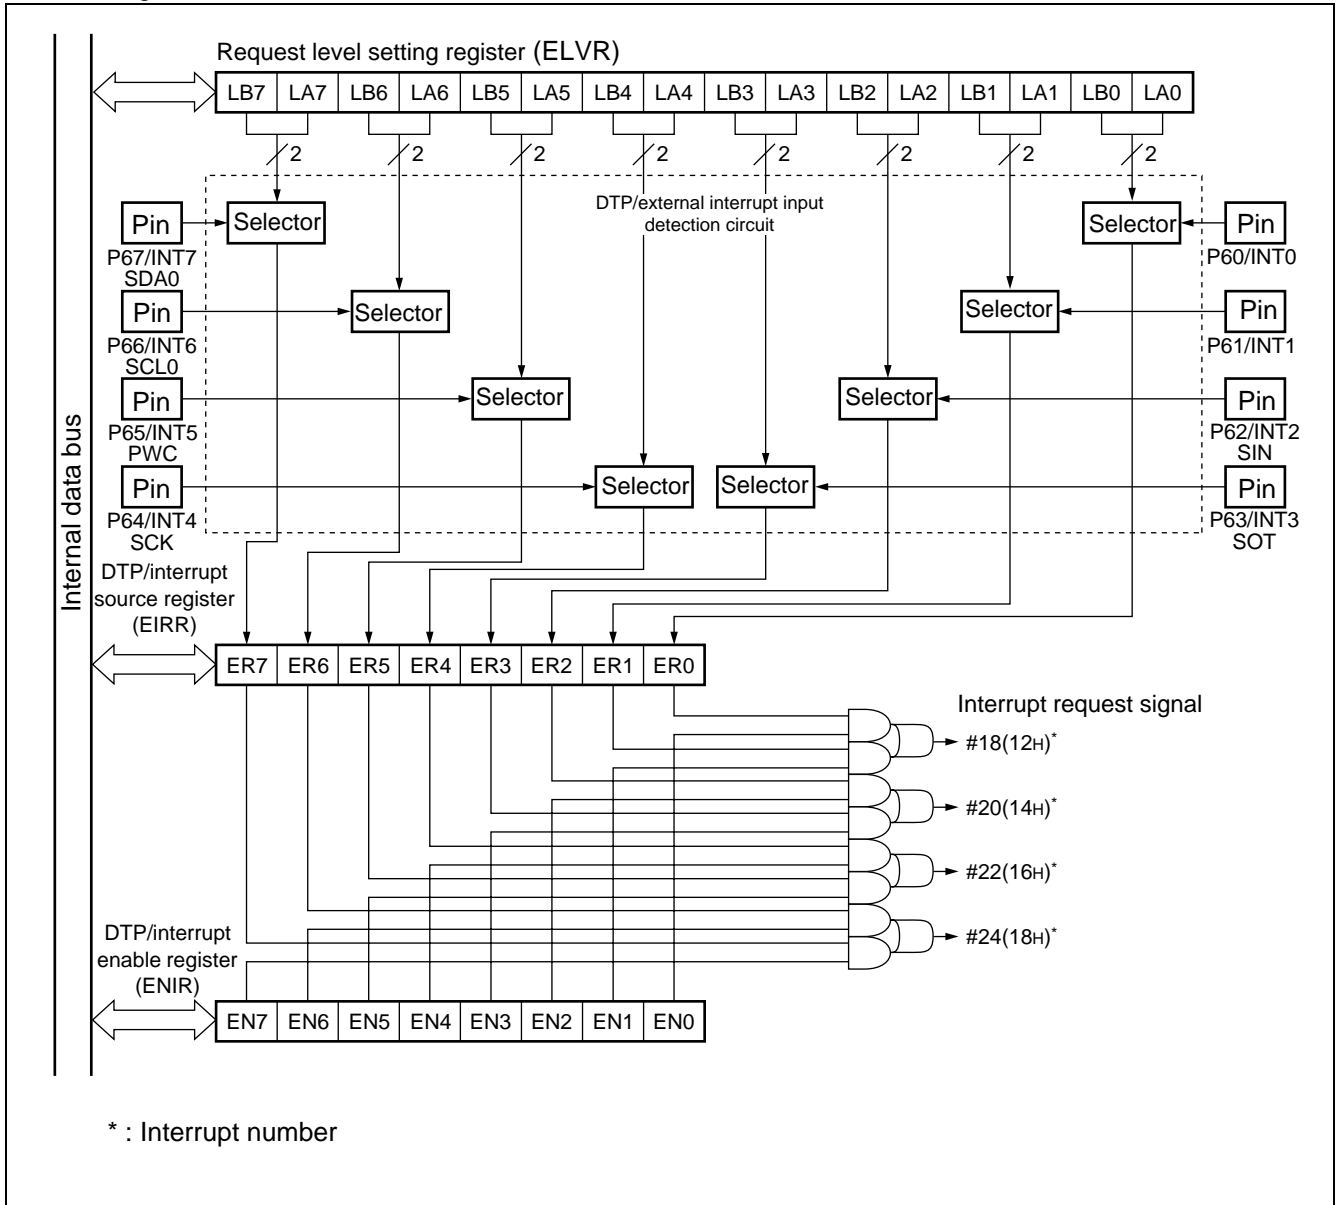 Request level setting register (ELVR)
LB7 LA7 LB6 LA6 LB5 LA5 LB4 LA4 LB3 LA3 LB2 LA2 LB1 LA1 LB0 LA0
2 2 2 2 2 2 2 2
DTP/external interrupt input
detection circuit
Pin Selector Selector Pin
P67/INT7 P60/INT0
SDA0
Pin Selector Selector Pin
P66/INT6 P61/INT1
SCL0
Pin Selector Selector Pin
P65/INT5 P62/INT2
PWC SIN
Pin Selector Selector Pin
P64/INT4 P63/INT3
SCK SOT
Internal data bus
DTP/interrupt
source register
(EIRR)
ER7 ER6 ER5 ER4 ER3 ER2 ER1 ER0
Interrupt request signal
#18(12H)*
#20(14H)*
#22(16H)*
#24(18H)*
DTP/interrupt
enable register
(ENIR)
EN7 EN6 EN5 EN4 EN3 EN2 EN1 EN0
* : Interrupt number